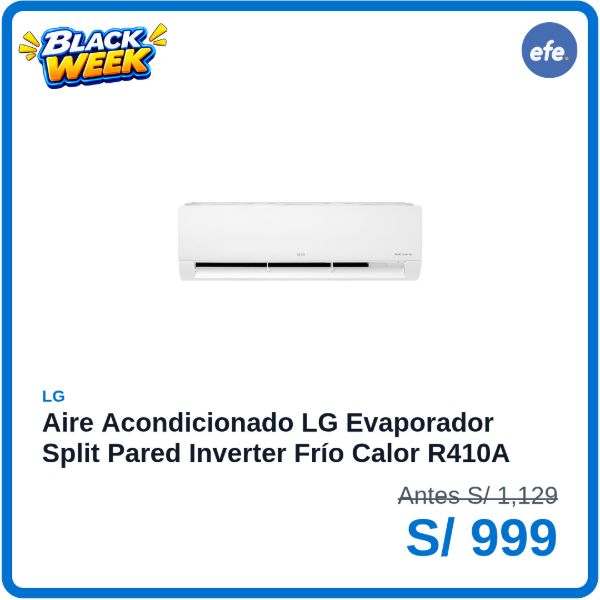 BLACK
WEEK
efe.
LG
Aire Acondicionado LG Evaporador
Split Pared Inverter Frío Calor R410A
Antes S/ 1,129
S/ 999